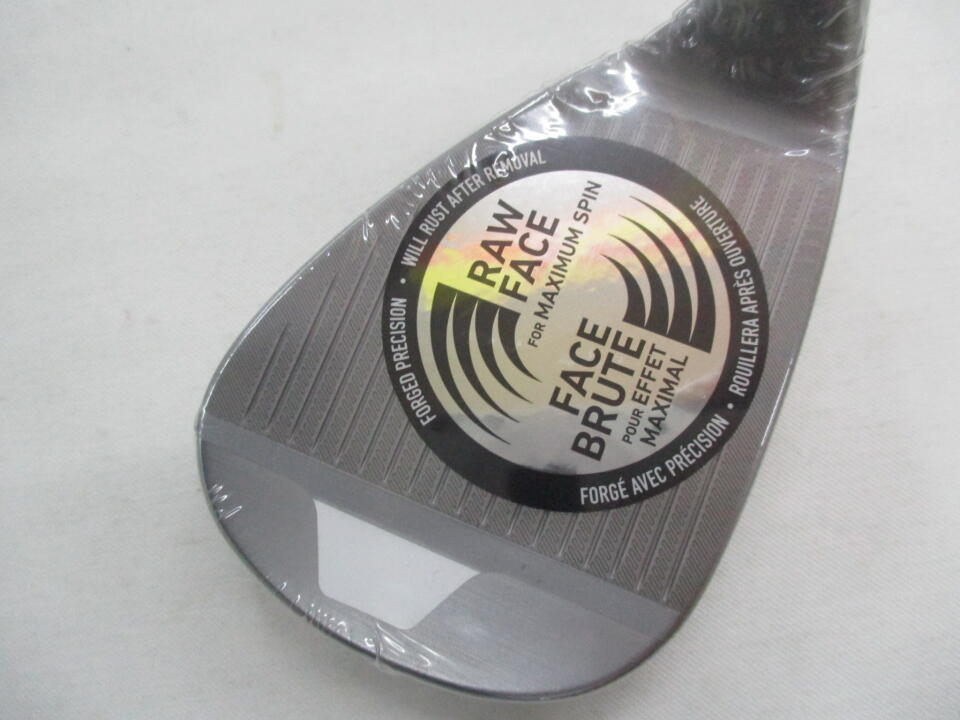 FORGED PRECISION • WILL RUST AFTER REMOVAL
RAW
FACE
FOR MAXIMUM SPIN
FACE
BRUTE
POUR EFFET
MAXIMAL
FORGÉ AVEC PRÉCISION • ROUILLERA APRÈS OUVERTURE